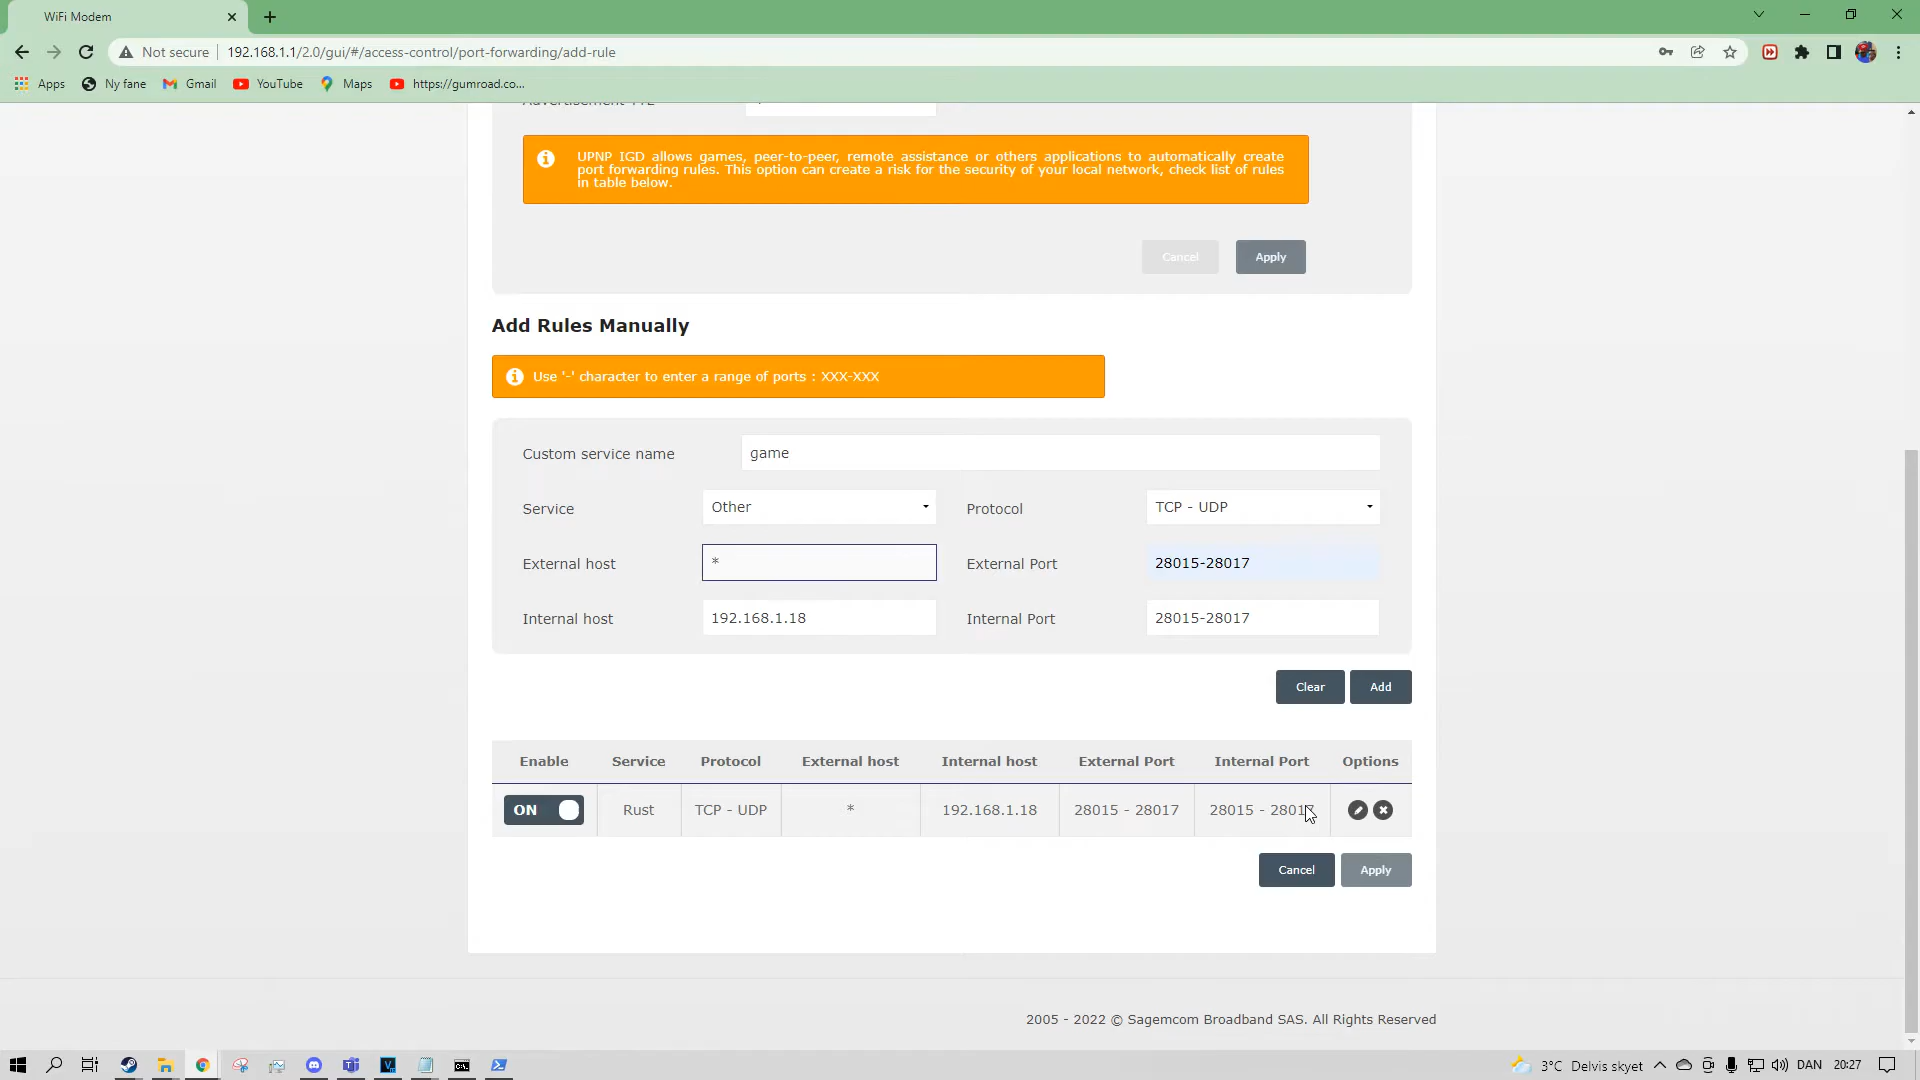 WiFi Modem
Not secure 192.168.1.1/2.0/gui/#/access-control/port-forwarding/add-rule
Apps Ny fane Gmail YouTube Maps https://gumroad.co...
UPNP IGD allows games, peer-to-peer, remote assistance or others applications to automatically create
port forwarding rules. This option can create a risk for the security of your local network, check list of rules
in table below.
Cancel Apply
Add Rules Manually
Use '-' character to enter a range of ports : XXX-XXX
Custom service name game
Service Other Protocol TCP - UDP
External host * External Port 28015-28017
Internal host 192.168.1.18 Internal Port 28015-28017
Clear Add
Enable Service Protocol External host Internal host External Port Internal Port Options
ON Rust TCP - UDP * 192.168.1.18 28015 - 28017 28015 - 28017
Cancel Apply
2005 - 2022 © Sagemcom Broadband SAS. All Rights Reserved
3°C Delvis skyet DAN 20:27